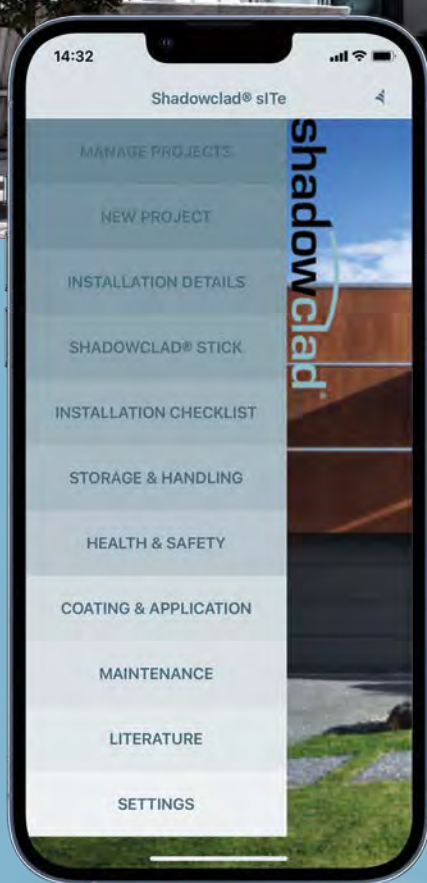 14:32
Shadowclad® sITe
MANAGE PROJECTS
NEW PROJECT
INSTALLATION DETAILS
SHADOWCLAD® STICK
INSTALLATION CHECKLIST
STORAGE & HANDLING
HEALTH & SAFETY
COATING & APPLICATION
MAINTENANCE
LITERATURE
SETTINGS
shadowclad®